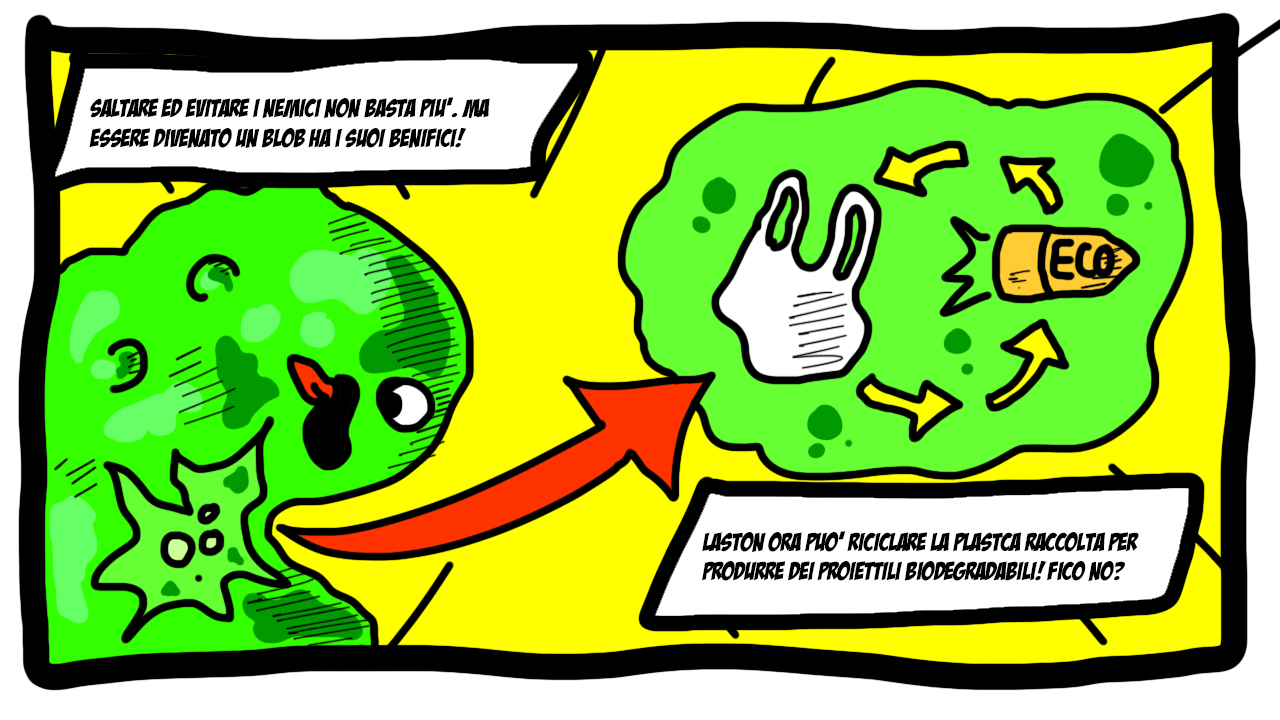 SALTARE ED EVITARE I NEMICI NON BASTA PIU'. MA
ESSERE DIVENATO UN BLOB HA I SUOI BENIFICI!
ECO
LASTON ORA PUO' RICICLARE LA PLASTCA RACCOLTA PER
PRODURRE DEI PROIETTILI BIODEGRADABILI! FICO NO?